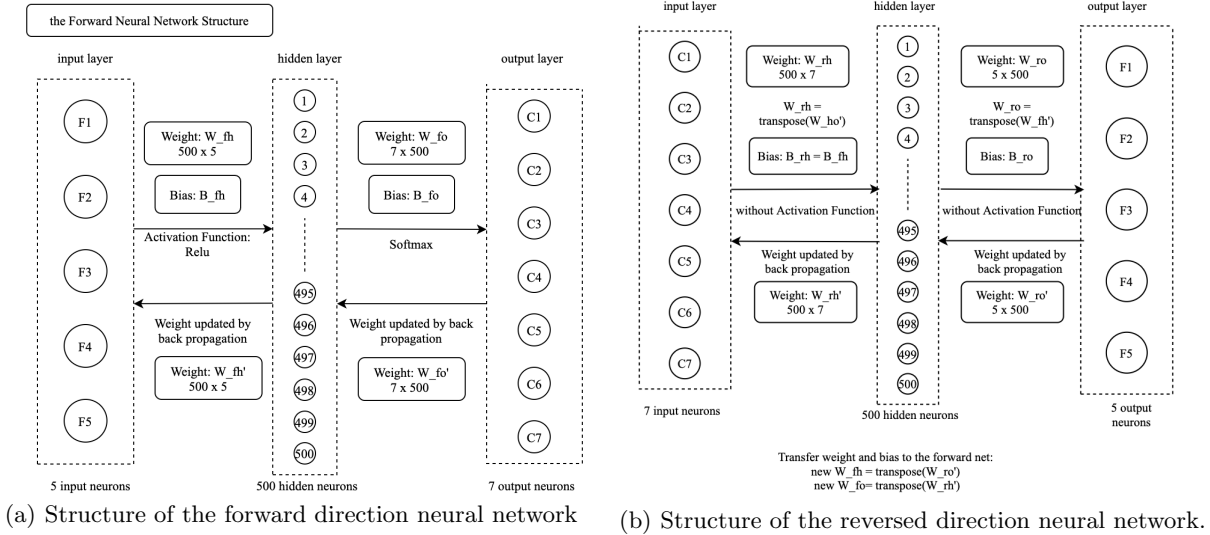 the Forward Neural Network Structure
input layer
hidden layer
output layer
F1
F2
F3
F4
F5
Weight: W_fh
500 x 5
Bias: B_fh
Activation Function:
Relu
Weight updated by
back propagation
Weight: W_fh'
500 x 5
1
2
3
4
495
496
497
498
499
500
Weight: W_fo
7 x 500
Bias: B_fo
Softmax
Weight updated by back
propagation
Weight: W_fo'
7 x 500
C1
C2
C3
C4
C5
C6
C7
5 input neurons
500 hidden neurons
7 output neurons
(a) Structure of the forward direction neural network
input layer
hidden layer
output layer
C1
C2
C3
C4
C5
C6
C7
Weight: W_rh
500 x 7
W_rh =
transpose(W_ho')
Bias: B_rh = B_fh
without Activation Function
Weight updated by
back propagation
Weight: W_rh'
500 x 7
1
2
3
4
495
496
497
498
499
500
Weight: W_ro
5 x 500
W_ro =
transpose(W_fh')
Bias: B_ro
without Activation Function
Weight updated by
back propagation
Weight: W_ro'
5 x 500
F1
F2
F3
F4
F5
7 input neurons
500 hidden neurons
5 output
neurons
Transfer weight and bias to the forward net:
new W_fh = transpose(W_ro')
new W_fo= transpose(W_rh')
(b) Structure of the reversed direction neural network.